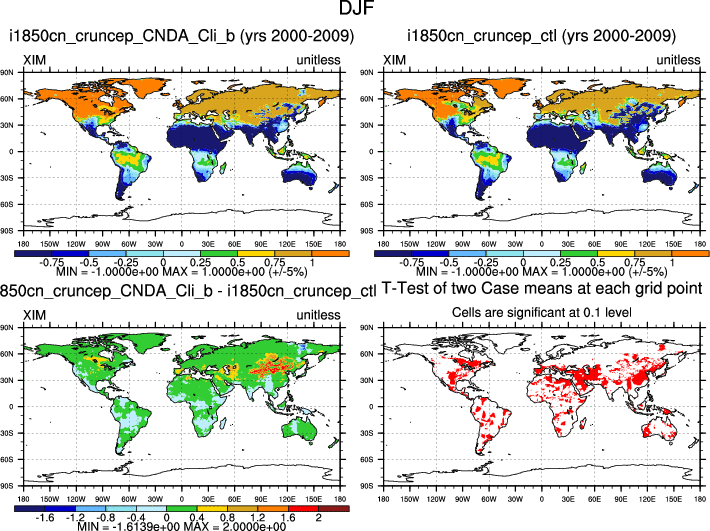 DJF
i1850cn_cruncep_CNDA_Cli_b (yrs 2000-2009)
XIM unitless
90N
60N
30N
0
30S
60S
90S
180 150W 120W 90W 60W 30W 0 30E 60E 90E 120E 150E 180
-0.75 -0.5 -0.25 0 0.25 0.5 0.75 1
MIN = -1.0000e+00 MAX = 1.0000e+00 (+/-5%)
i1850cn_cruncep_ctl (yrs 2000-2009)
XIM unitless
90N
60N
30N
0
30S
60S
90S
180 150W 120W 90W 60W 30W 0 30E 60E 90E 120E 150E 180
-0.75 -0.5 -0.25 0 0.25 0.5 0.75 1
MIN = -1.0000e+00 MAX = 1.0000e+00 (+/-5%)
850cn_cruncep_CNDA_Cli_b - i1850cn_cruncep_ctl
XIM unitless
90N
60N
30N
0
30S
60S
90S
180 150W 120W 90W 60W 30W 0 30E 60E 90E 120E 150E 180
-1.6 -1.2 -0.8 -0.4 0 0.4 0.8 1.2 1.6 2
MIN = -1.6139e+00 MAX = 2.0000e+00
T-Test of two Case means at each grid point
Cells are significant at 0.1 level
90N
60N
30N
0
30S
60S
90S
180 150W 120W 90W 60W 30W 0 30E 60E 90E 120E 150E 180